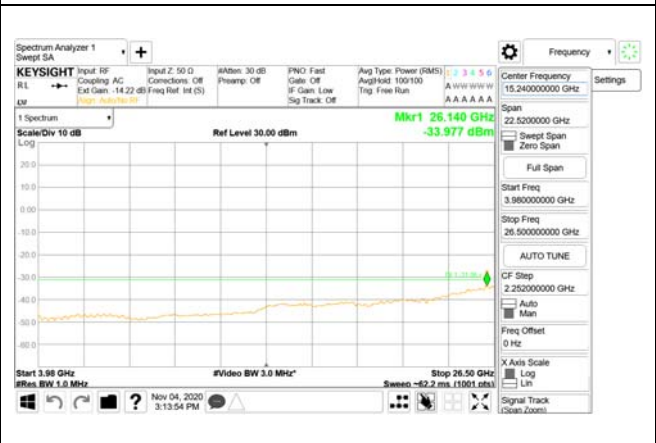 Spectrum Analyzer 1
Swept SA
Frequency
Settings
KEYSIGHT
RL
Input: RF
Coupling: AC
Ext Gain: -14.22 dB
Align: Auto/No RF
Input Z: 50 Ω
Corrections: Off
Freq Ref: Int (S)
#Atten: 30 dB
Preamp: Off
PNO: Fast
Gate: Off
IF Gain: Low
Sig Track: Off
Avg Type: Power (RMS)
Avg|Hold: 100/100
Trig: Free Run
1 2 3 4 5 6
A W W W W W
A A A A A A
1 Spectrum
Scale/Div 10 dB
Ref Level 30.00 dBm
Mkr1 26.140 GHz
-33.977 dBm
Log
20.0
10.0
0.00
-10.0
-20.0
-30.0
-40.0
-50.0
-60.0
Start 3.98 GHz
#Res BW 1.0 MHz
#Video BW 3.0 MHz*
Stop 26.50 GHz
Sweep ~62.2 ms (1001 pts)
Nov 04, 2020
3:13:54 PM
Center Frequency
15.240000000 GHz
Span
22.5200000 GHz
Swept Span
Zero Span
Full Span
Start Freq
3.980000000 GHz
Stop Freq
26.500000000 GHz
AUTO TUNE
CF Step
2.252000000 GHz
Auto
Man
Freq Offset
0 Hz
X Axis Scale
Log
Lin
Signal Track
(Span Zoom)